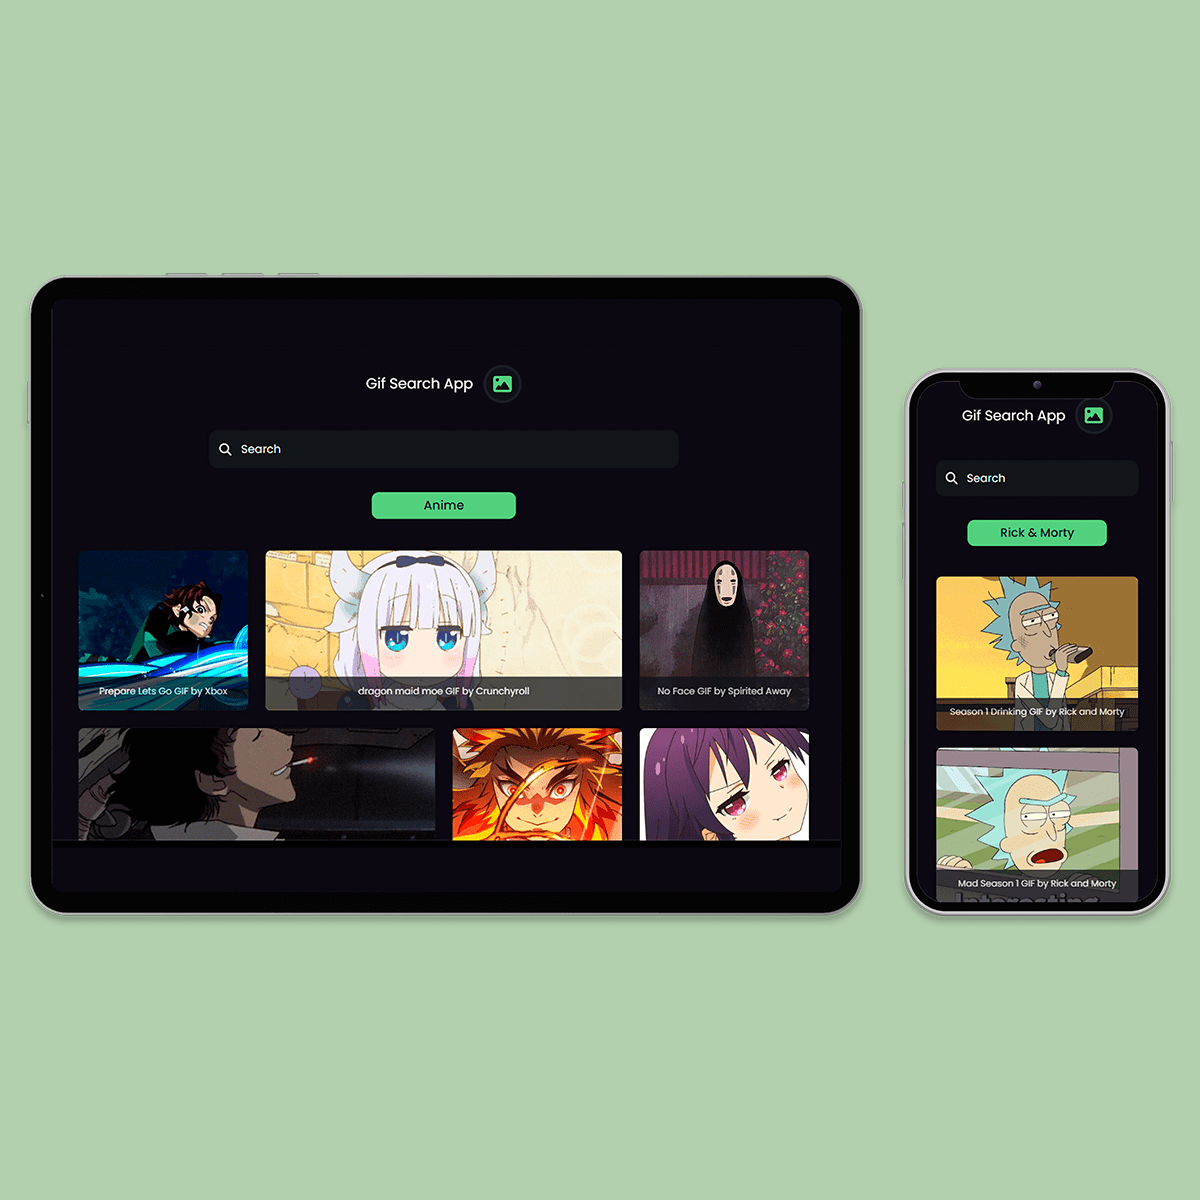 Gif Search App
Search
Anime
Prepare Lets Go GIF by Xbox
dragon maid moe GIF by Crunchyroll
No Face GIF by Spirited Away
Gif Search App
Search
Rick & Morty
Season 1 Drinking GIF by Rick and Morty
Mad Season 1 GIF by Rick and Morty
Interesting